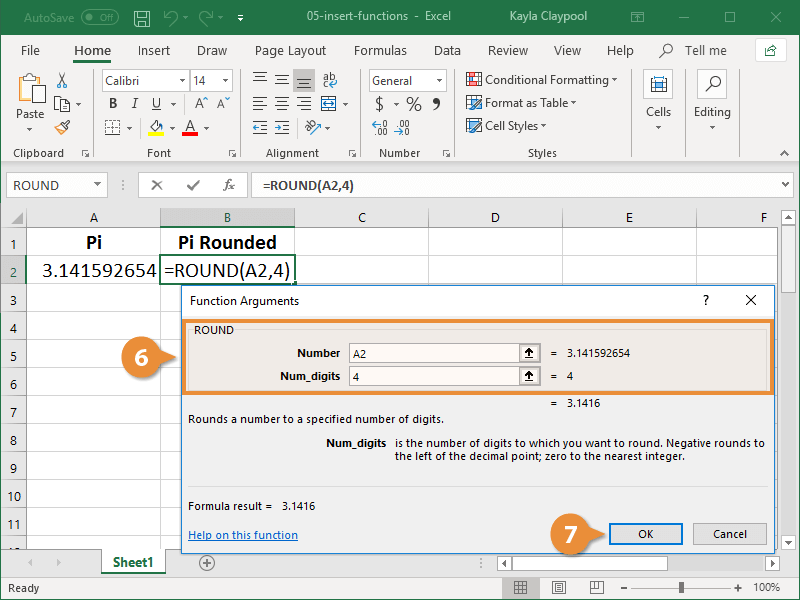 AutoSave Off 05-insert-functions - Excel Kayla Claypool
File Home Insert Draw Page Layout Formulas Data Review View Help Tell me
Paste Calibri 14 ab c General Conditional Formatting
B I U A A $ % 9 Format as Table Cells Editing
A Cell Styles
Clipboard Font Alignment Number Styles
ROUND fx =ROUND(A2,4)
A B C D E F
1 Pi Pi Rounded
2 3.141592654 =ROUND(A2,4)
3 Function Arguments ? X
4 ROUND
5 6 Number A2 = 3.141592654
6 Num_digits 4 = 4
7 = 3.1416
8 Rounds a number to a specified number of digits.
9 Num_digits is the number of digits to which you want to round. Negative rounds to
the left of the decimal point; zero to the nearest integer.
10 Formula result = 3.1416
11 Help on this function 7 OK Cancel
Sheet1
Ready 100%